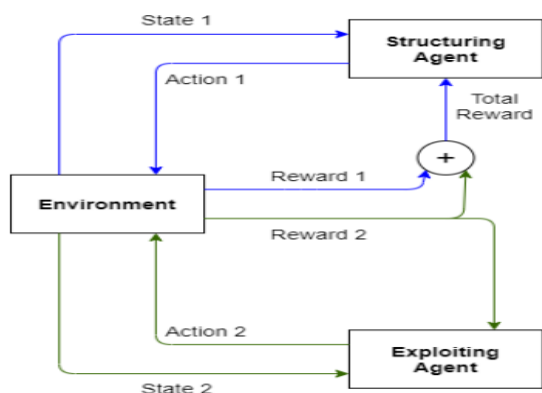 State 1
Structuring
Agent
Action 1
Total
Reward
+
Reward 1
Environment
Reward 2
Action 2
Exploiting
Agent
State 2